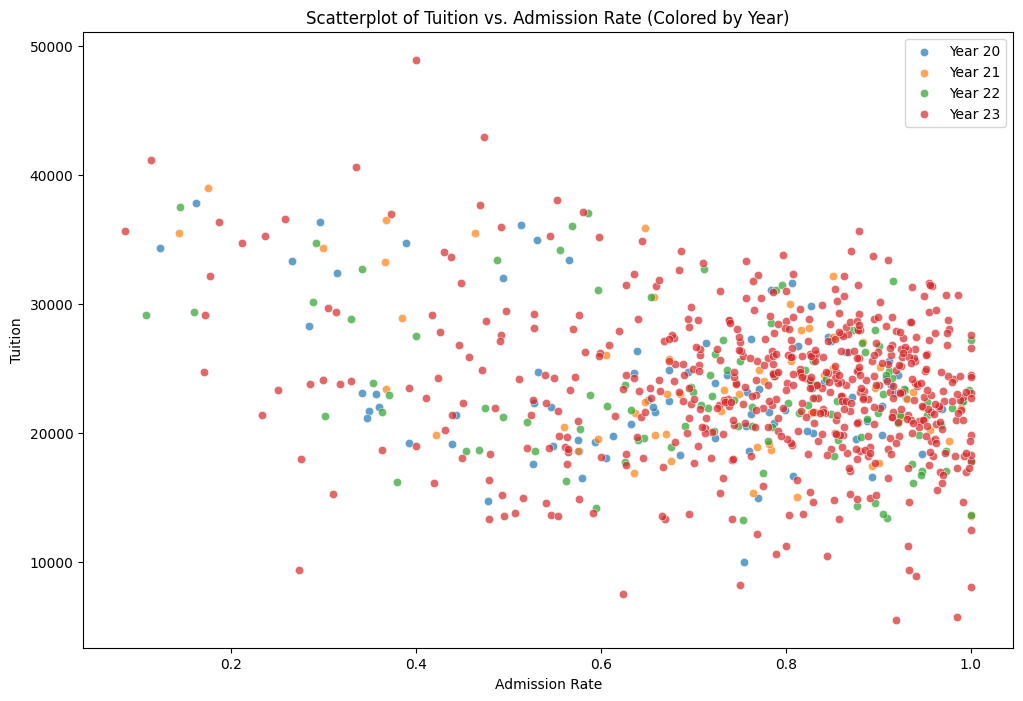 Scatterplot of Tuition vs. Admission Rate (Colored by Year)
Year 20
Year 21
Year 22
Year 23
Tuition
50000
40000
30000
20000
10000
0.2 0.4 0.6 0.8 1.0
Admission Rate